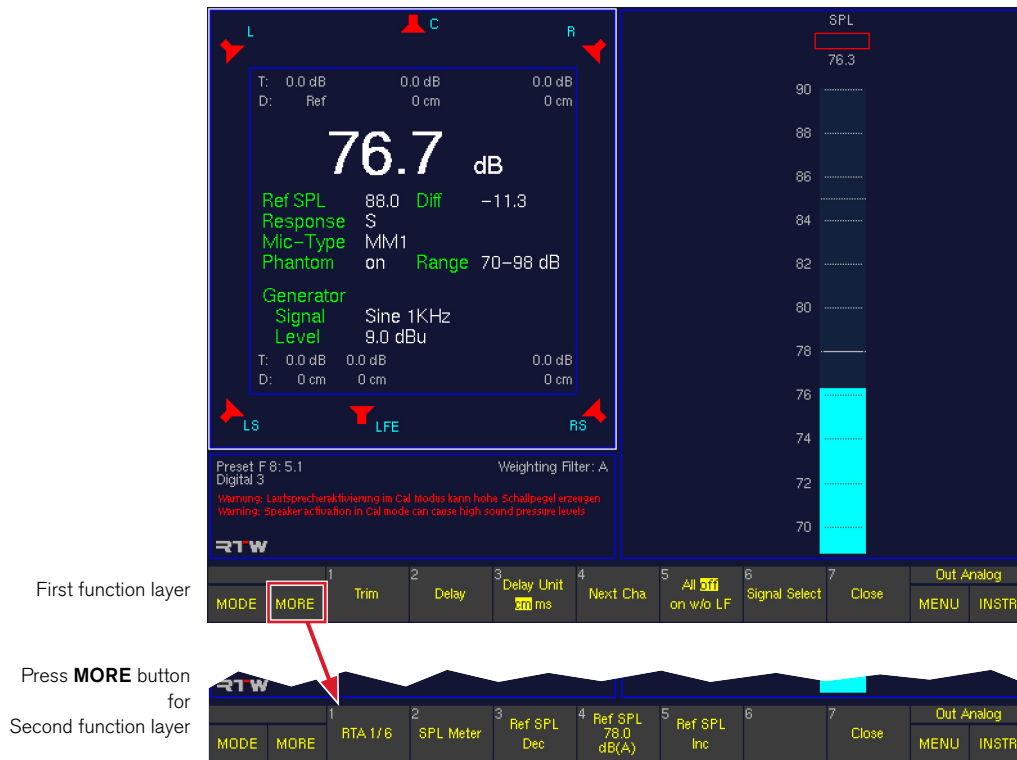 L
C
R
T: 0.0 dB 0.0 dB 0.0 dB
D: Ref 0 cm 0 cm
76.7 dB
Ref SPL 88.0 Diff −11.3
Response S
Mic−Type MM1
Phantom on Range 70−98 dB
Generator
Signal Sine 1KHz
Level 9.0 dBu
T: 0.0 dB 0.0 dB 0.0 dB
D: 0 cm 0 cm 0 cm
LS
LFE
RS
SPL
76.3
90
88
86
84
82
80
78
76
74
72
70
Preset F 8: 5.1 Weighting Filter: A
Digital 3
Warnung: Lautsprecheraktivierung im Cal Modus kann hohe Schallpegel erzeugen
Warning: Speaker activation in Cal mode can cause high sound pressure levels
RTW
First function layer
MODE
MORE
1 Trim
2 Delay
3 Delay Unit
cm ms
4 Next Cha
5 All off
on w/o LF
6 Signal Select
7 Close
Out Analog
MENU
INSTR
Press MORE button
for
Second function layer
RTW
MODE
MORE
1 RTA 1/6
2 SPL Meter
3 Ref SPL
Dec
4 Ref SPL
78.0
dB(A)
5 Ref SPL
Inc
6
7 Close
Out Analog
MENU
INSTR